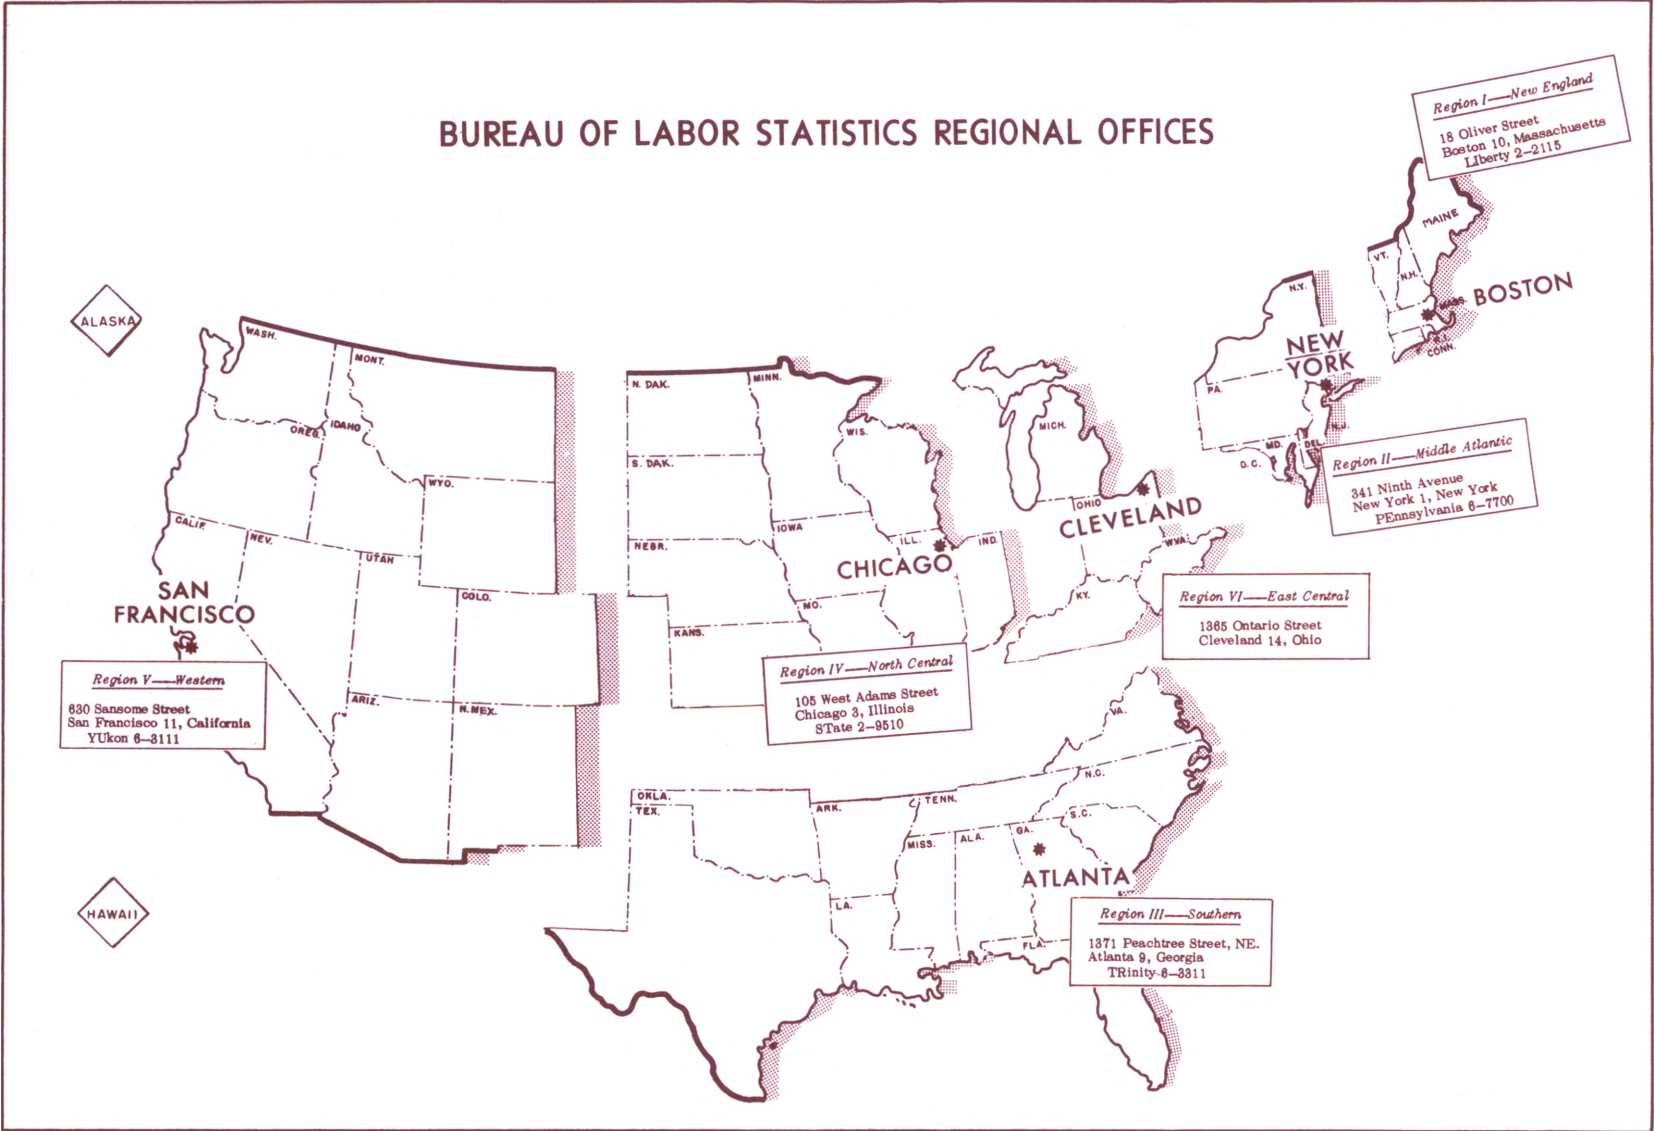 BUREAU OF LABOR STATISTICS REGIONAL OFFICES
Region I—New England
18 Oliver Street
Boston 10, Massachusetts
LIberty 2-2115
MAINE
VT.
N.H.
MASS.
BOSTON
R.I.
CONN.
N.Y.
NEW
YORK
PA.
N.J.
MD.
DEL.
D.C.
Region II—Middle Atlantic
341 Ninth Avenue
New York 1, New York
PEnnsylvania 6-7700
ALASKA
WASH.
MONT.
OREG.
IDAHO
WYO.
CALIF.
NEV.
UTAH
COLO.
SAN
FRANCISCO
ARIZ.
N.MEX.
Region V—Western
630 Sansome Street
San Francisco 11, California
YUkon 6-3111
N. DAK.
MINN.
S. DAK.
WIS.
IOWA
NEBR.
ILL.
IND.
CHICAGO
MO.
KANS.
Region IV—North Central
105 West Adams Street
Chicago 3, Illinois
STate 2-9510
MICH.
OHIO
CLEVELAND
W.VA.
KY.
Region VI—East Central
1365 Ontario Street
Cleveland 14, Ohio
HAWAII
OKLA.
TEX.
ARK.
TENN.
VA.
N.C.
S.C.
MISS.
ALA.
GA.
ATLANTA
LA.
FLA.
Region III—Southern
1371 Peachtree Street, NE.
Atlanta 9, Georgia
TRinity 6-3311